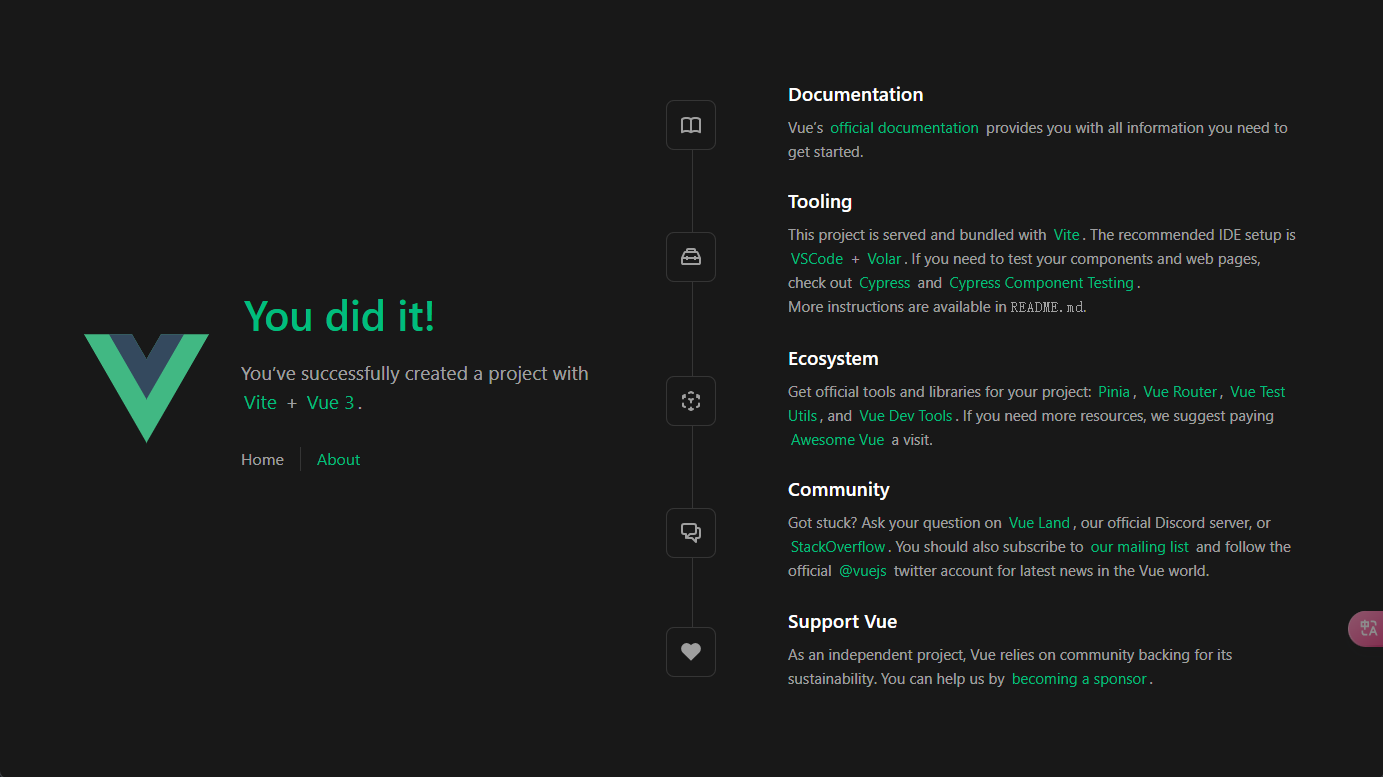 You did it!
You’ve successfully created a project with
Vite + Vue 3.
Home About
Documentation
Vue’s official documentation provides you with all information you need to
get started.
Tooling
This project is served and bundled with Vite. The recommended IDE setup is
VSCode + Volar. If you need to test your components and web pages,
check out Cypress and Cypress Component Testing.
More instructions are available in README.md.
Ecosystem
Get official tools and libraries for your project: Pinia, Vue Router, Vue Test
Utils, and Vue Dev Tools. If you need more resources, we suggest paying
Awesome Vue a visit.
Community
Got stuck? Ask your question on Vue Land, our official Discord server, or
StackOverflow. You should also subscribe to our mailing list and follow the
official @vuejs twitter account for latest news in the Vue world.
Support Vue
As an independent project, Vue relies on community backing for its
sustainability. You can help us by becoming a sponsor.
中A